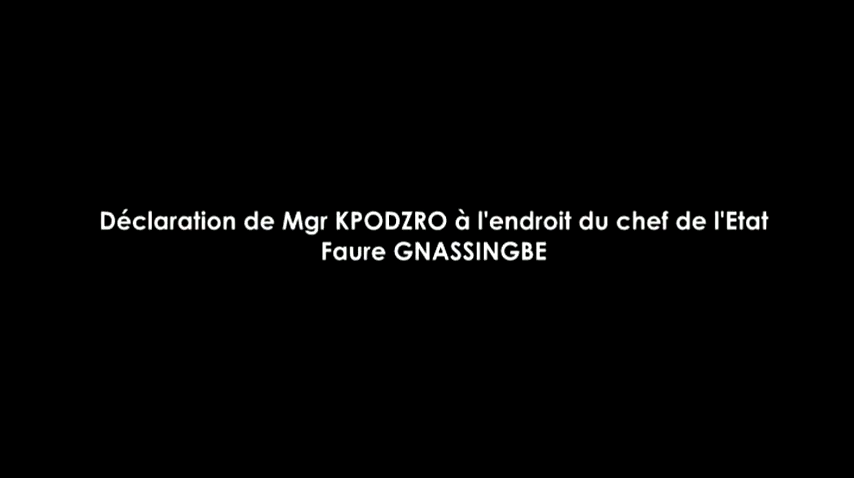 Déclaration de Mgr KPODZRO à l'endroit du chef de l'Etat
Faure GNASSINGBE